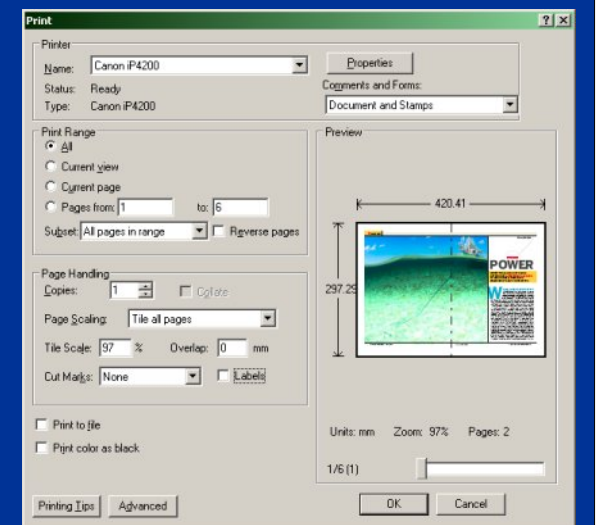 Print
Printer
Name: Canon iP4200
Properties
Status: Ready
Comments and Forms:
Type: Canon iP4200
Document and Stamps
Print Range
All
Current view
Current page
Pages from: 1 to: 6
Subset: All pages in range
Reverse pages
Page Handling
Copies: 1
Collate
Page Scaling: Tile all pages
Tile Scale: 97 % Overlap: 0 mm
Cut Marks: None
Labels
Print to file
Print color as black
Printing Tips
Advanced
Preview
420.41
297.29
POWER
Units: mm Zoom: 97% Pages: 2
1/6 (1)
OK
Cancel